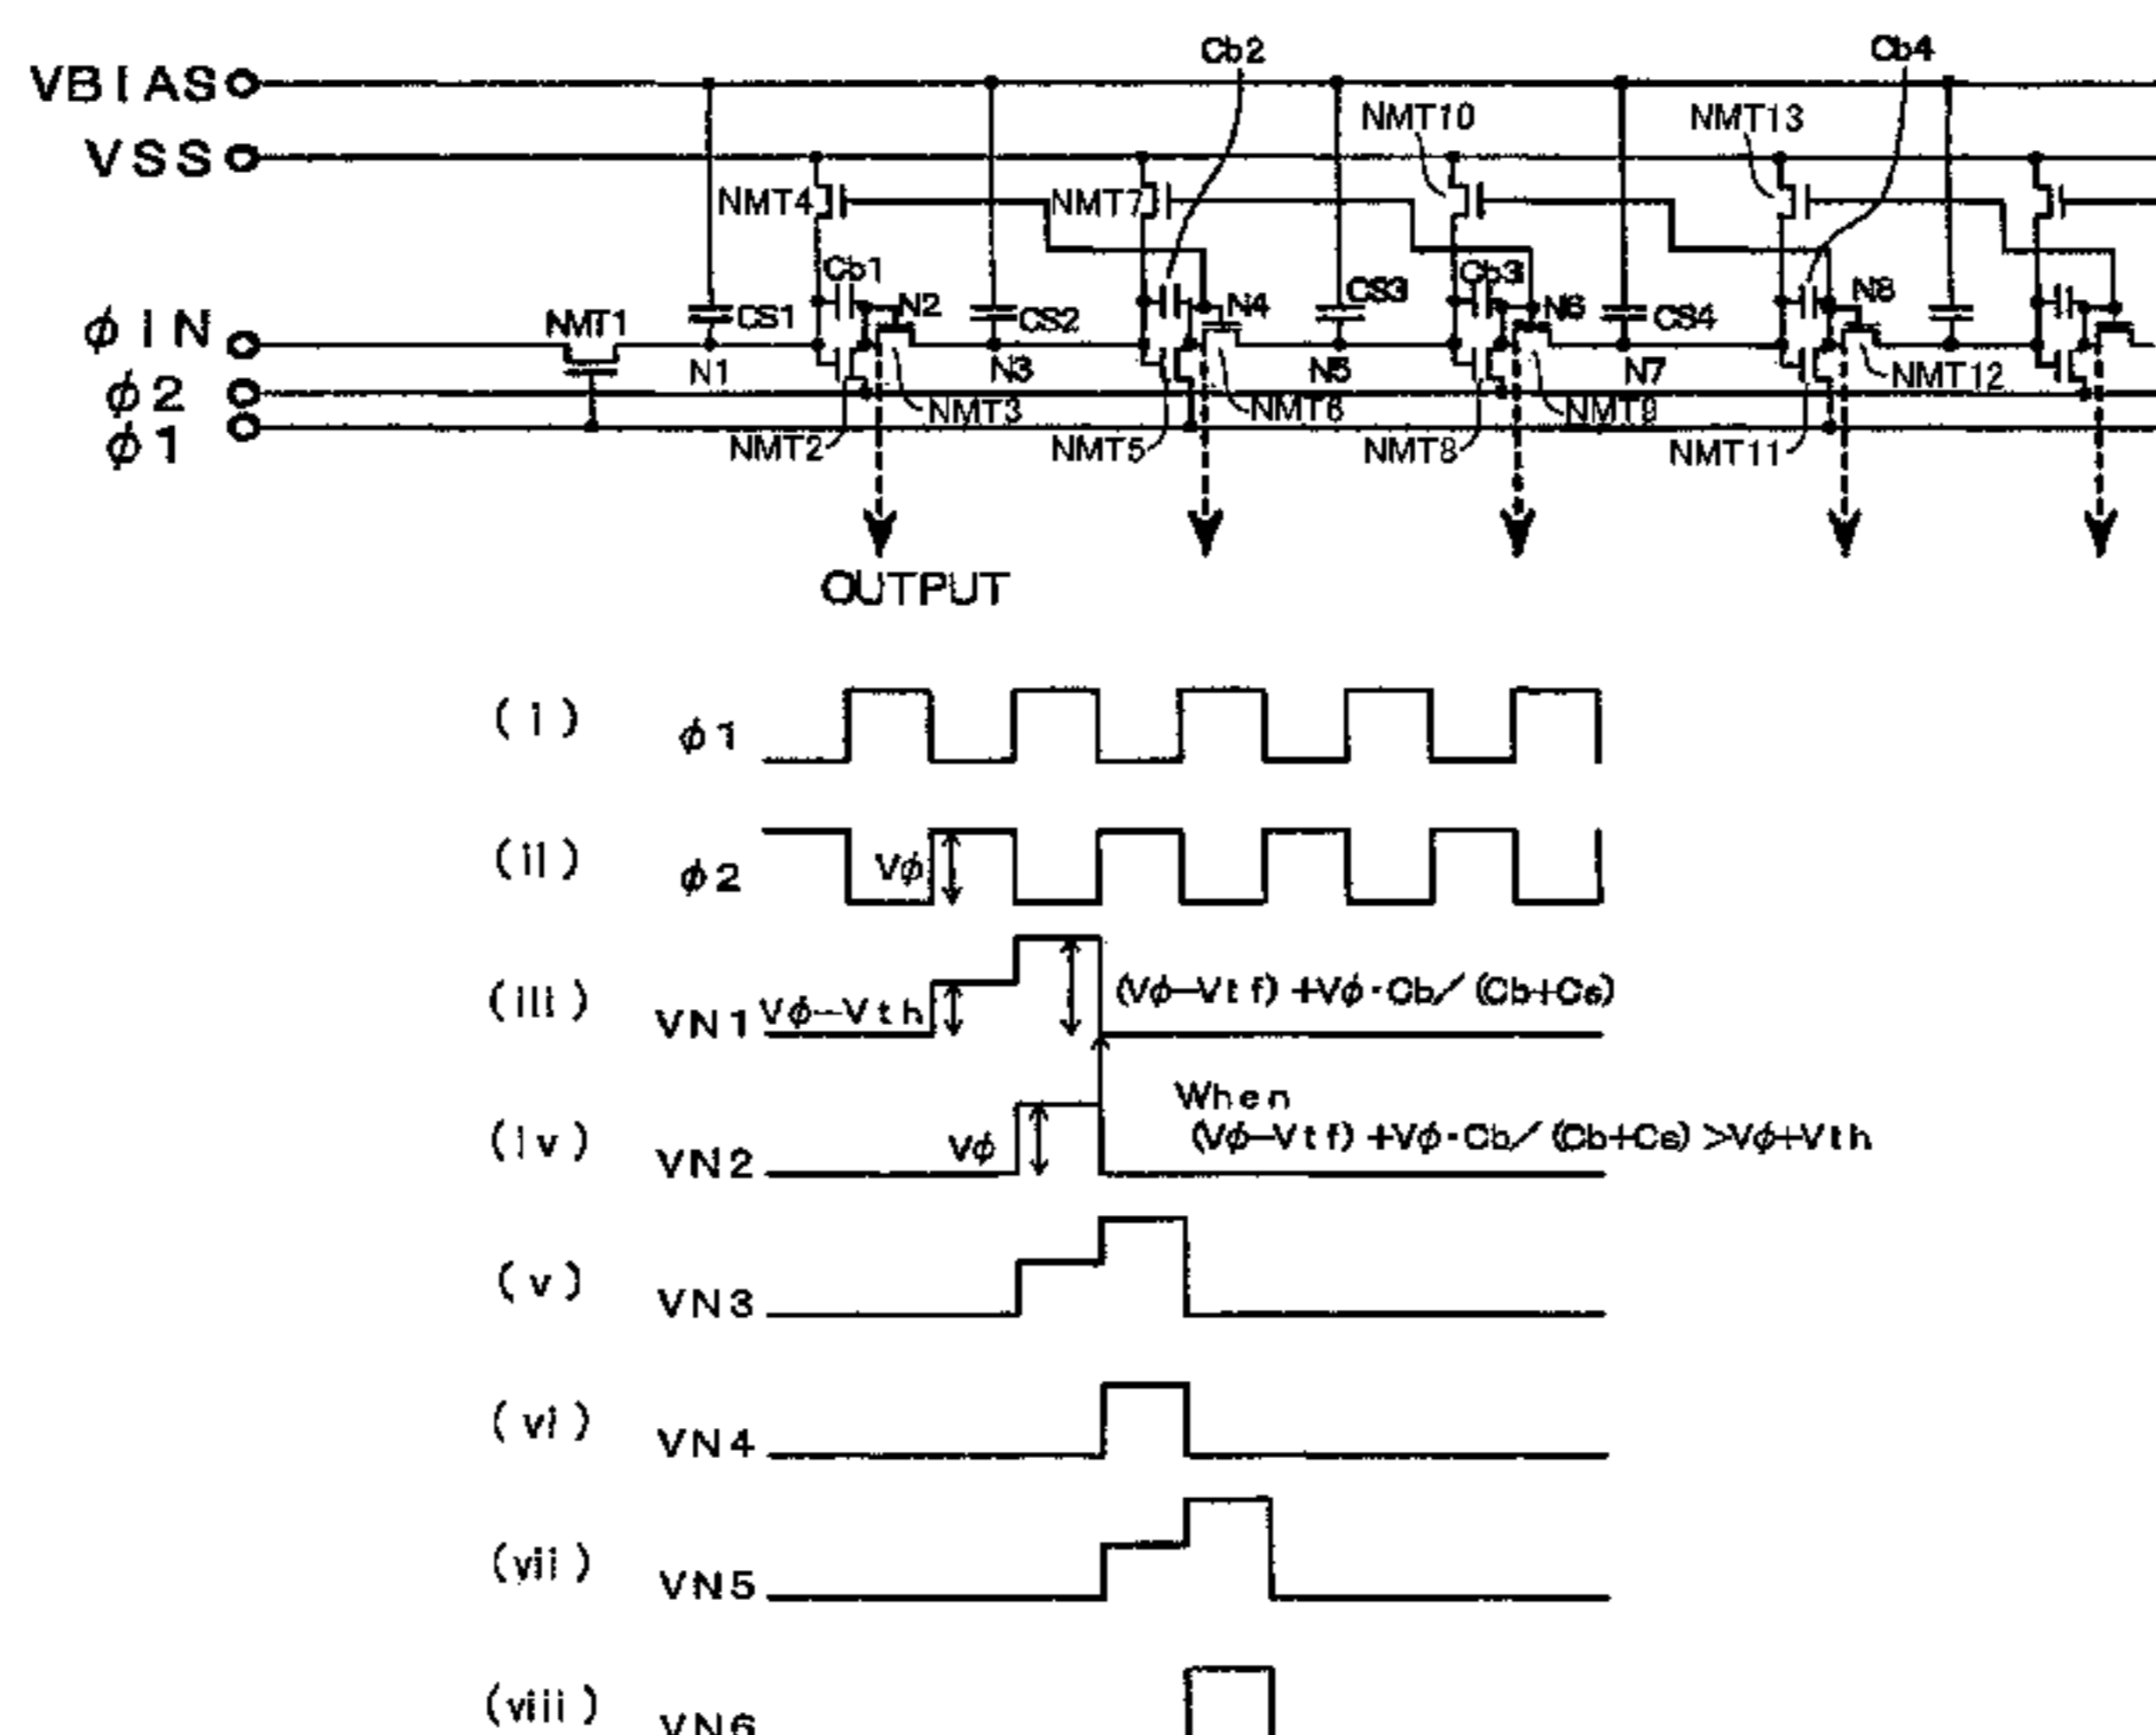 Cb2
Cb4
VBIAS
NMT10
NMT13
VSS
NMT4
NMT7
Cb1
N2
N4
CS3
Cb3
N6
N8
φIN
NMT1
CS1
CS2
CS4
N1
N3
N5
N7
NMT12
φ2
NMT3
NMT6
NMT9
φ1
NMT2
NMT5
NMT8
NMT11
OUTPUT
(i) φ1
(ii) φ2 Vφ
(iii) VN1 Vφ−Vth (Vφ−Vtf)+Vφ·Cb/(Cb+Cs)
When
(iv) VN2 Vφ (Vφ−Vtf)+Vφ·Cb/(Cb+Cs)>Vφ+Vth
(v) VN3
(vi) VN4
(vii) VN5
(viii) VN6